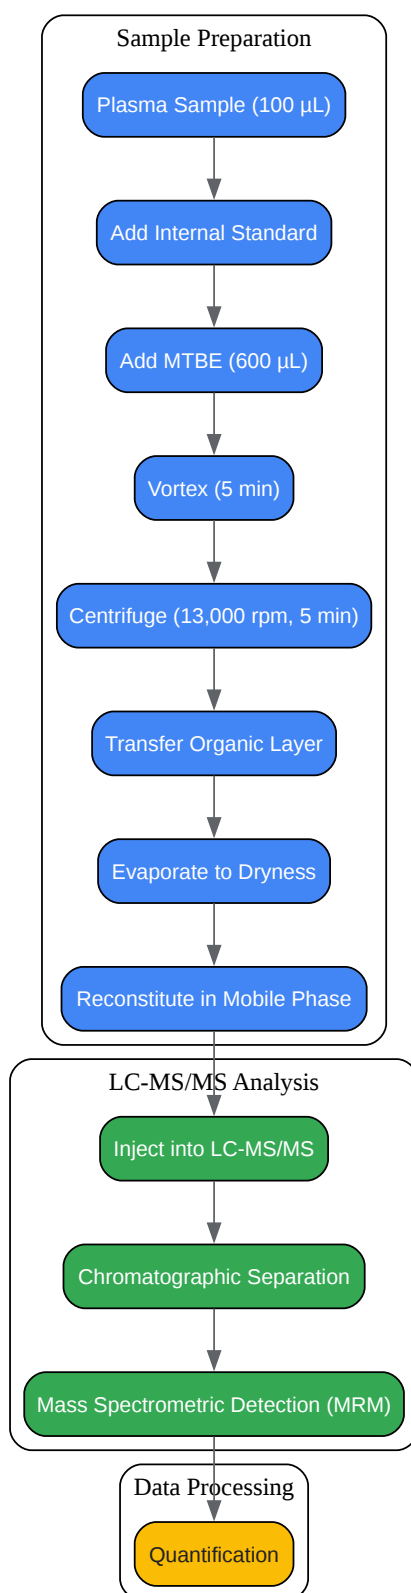 Sample Preparation
Plasma Sample (100 µL)
Add Internal Standard
Add MTBE (600 µL)
Vortex (5 min)
Centrifuge (13,000 rpm, 5 min)
Transfer Organic Layer
Evaporate to Dryness
Reconstitute in Mobile Phase
LC-MS/MS Analysis
Inject into LC-MS/MS
Chromatographic Separation
Mass Spectrometric Detection (MRM)
Data Processing
Quantification